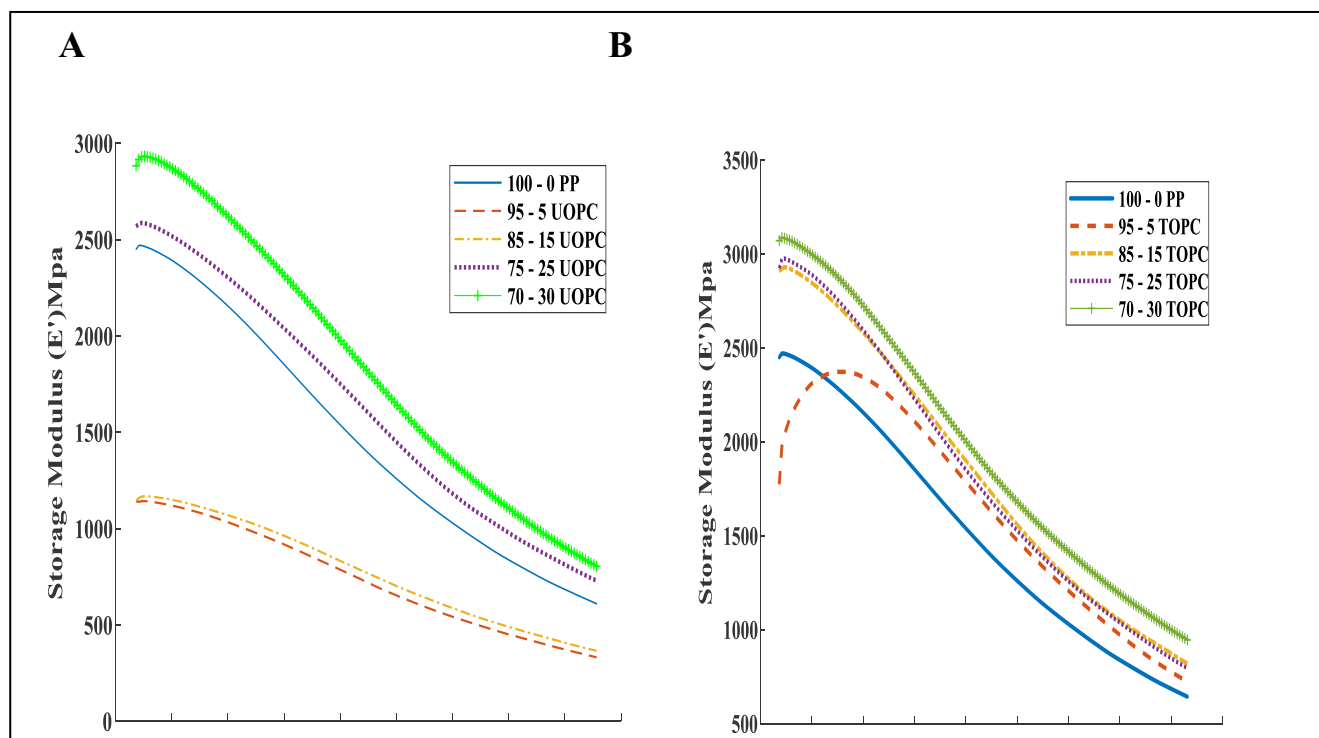 A
Storage Modulus (E')Mpa
3000
2500
2000
1500
1000
500
0
100 - 0 PP
95 - 5 UOPC
85 - 15 UOPC
75 - 25 UOPC
70 - 30 UOPC
B
Storage Modulus (E')Mpa
3500
3000
2500
2000
1500
1000
500
100 - 0 PP
95 - 5 TOPC
85 - 15 TOPC
75 - 25 TOPC
70 - 30 TOPC